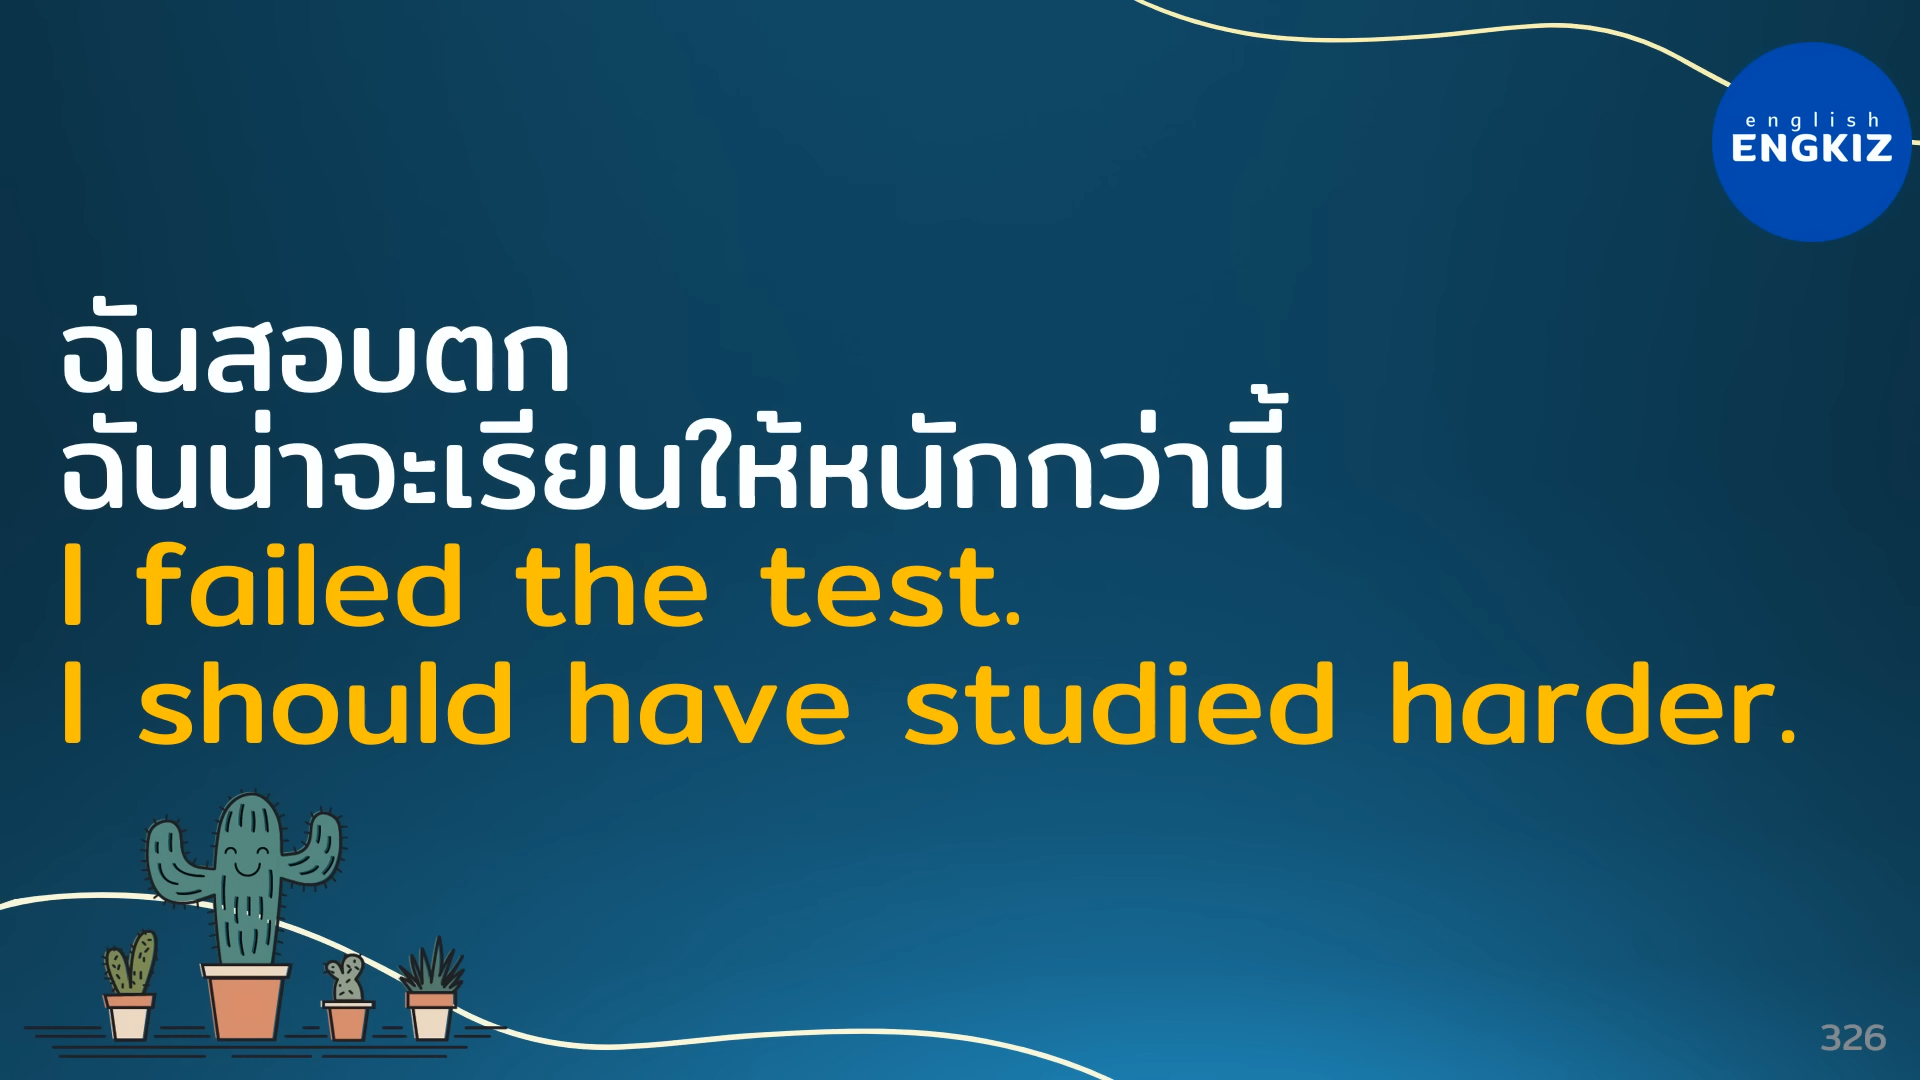 english
ENGKIZ
ฉันสอบตก
ฉันน่าจะเรียนให้หนักกว่านี้
I failed the test.
I should have studied harder.
326